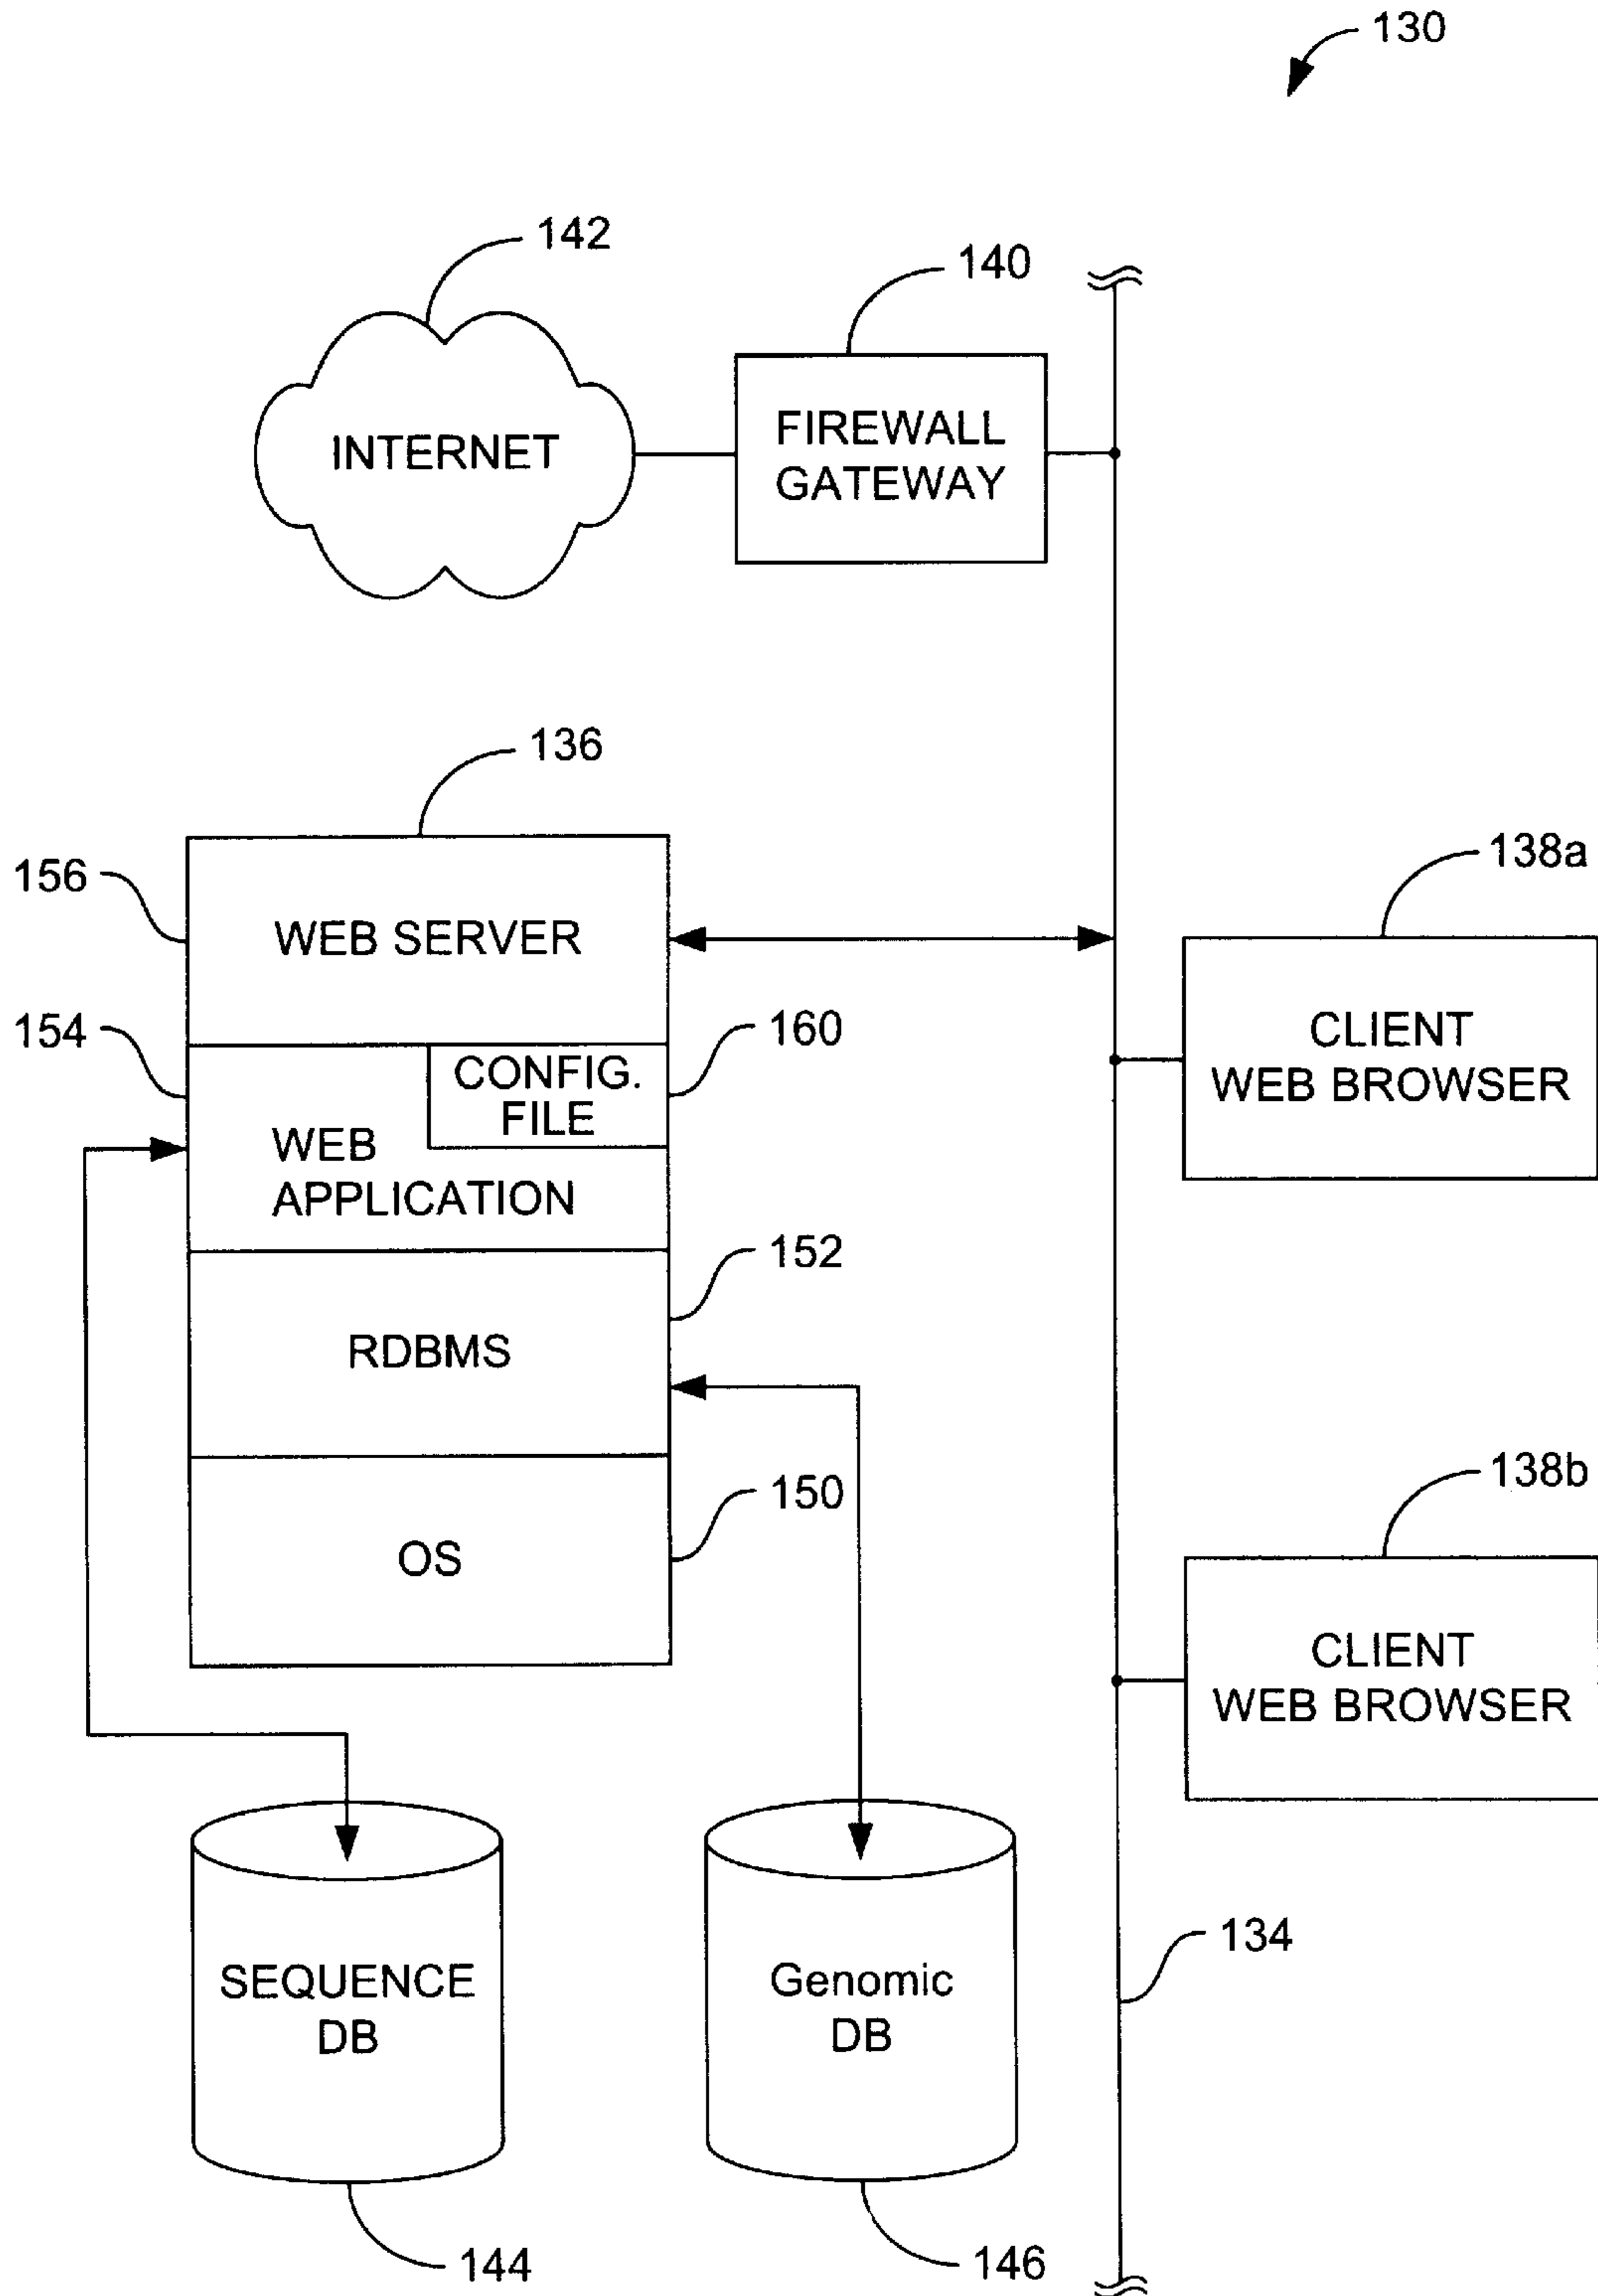 130
142
140
INTERNET
FIREWALL
GATEWAY
136
138a
156
WEB SERVER
154
160
CONFIG.
FILE
CLIENT
WEB BROWSER
WEB
APPLICATION
152
RDBMS
138b
150
OS
CLIENT
WEB BROWSER
134
SEQUENCE
DB
Genomic
DB
144
146